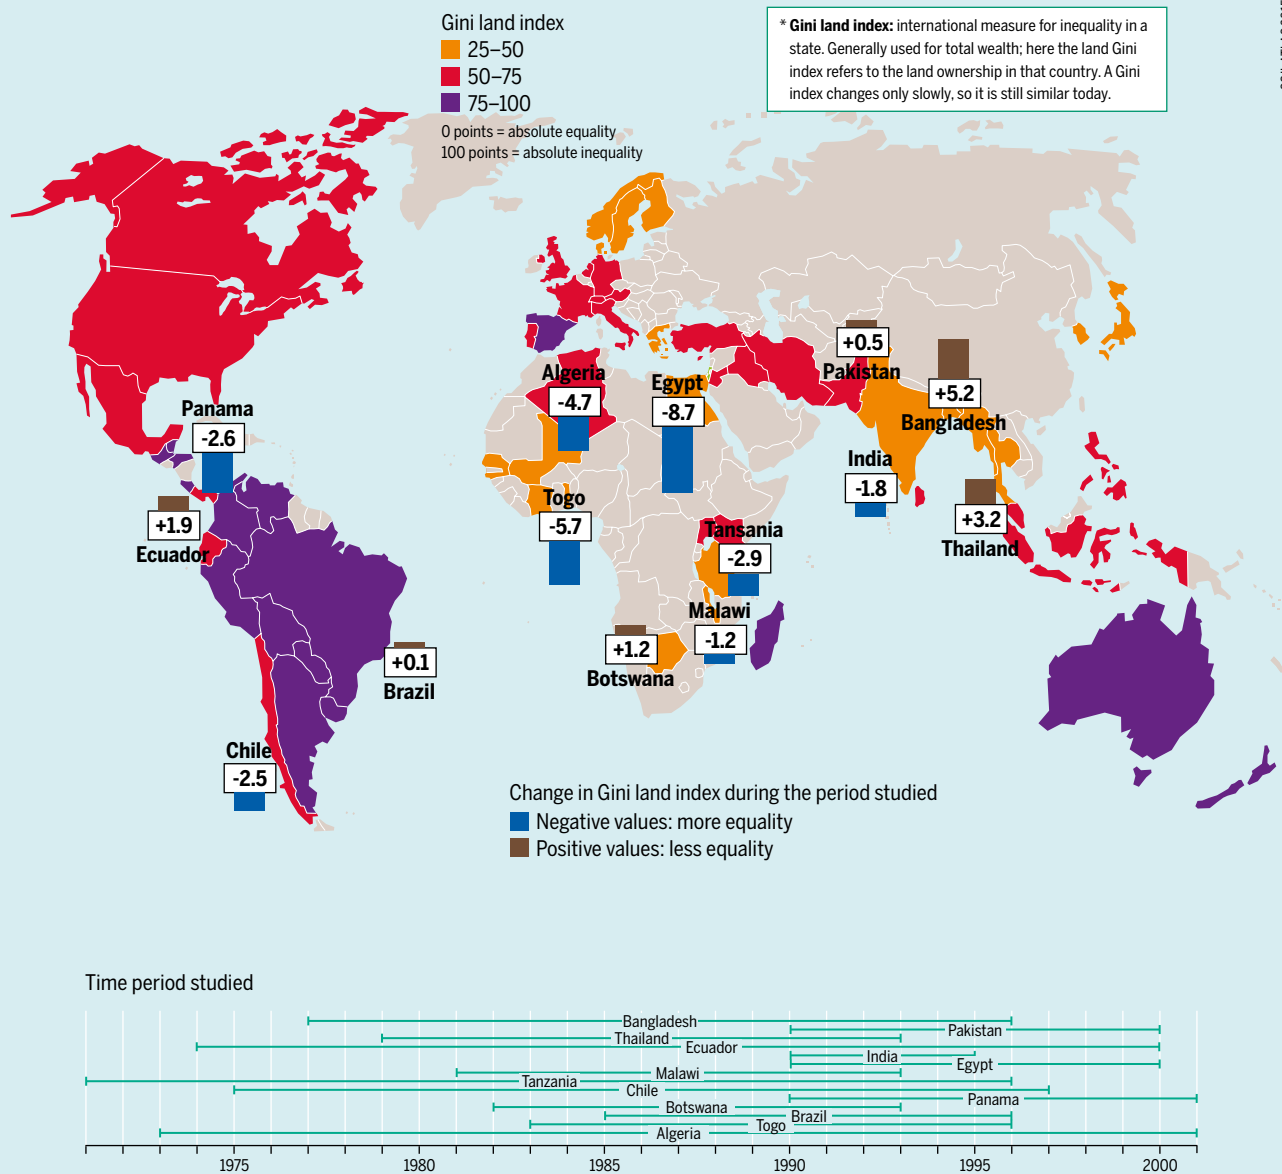 Gini land index
25–50
50–75
75–100
0 points = absolute equality
100 points = absolute inequality
* Gini land index: international measure for inequality in a
state. Generally used for total wealth; here the land Gini
index refers to the land ownership in that country. A Gini
index changes only slowly, so it is still similar today.
Panama
-2.6
+1.9
Ecuador
+0.1
Brazil
Chile
-2.5
Algeria
-4.7
Egypt
-8.7
Togo
-5.7
Tansania
-2.9
Malawi
-1.2
+1.2
Botswana
+0.5
Pakistan
+5.2
Bangladesh
India
-1.8
+3.2
Thailand
Change in Gini land index during the period studied
Negative values: more equality
Positive values: less equality
Time period studied
Bangladesh
Pakistan
Thailand
Ecuador
India
Egypt
Malawi
Tanzania
Chile
Panama
Botswana
Brazil
Togo
Algeria
1975 1980 1985 1990 1995 2000